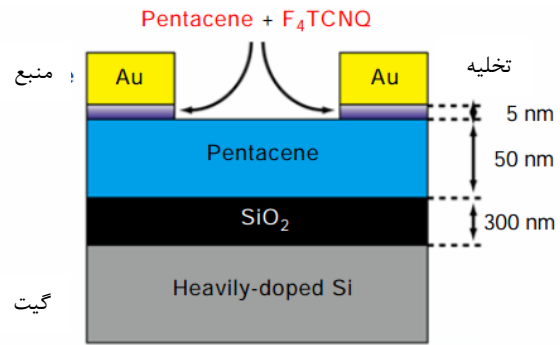 Pentacene + F₄TCNQ
منبع
Au
Au
تخلیه
5 nm
Pentacene
50 nm
SiO₂
300 nm
Heavily-doped Si
گیت